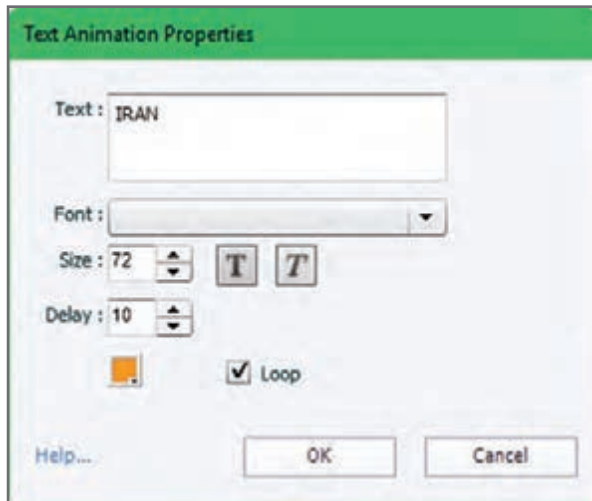 Text Animation Properties
Text : IRAN
Font :
Size : 72 T T
Delay : 10
Loop
Help... OK Cancel